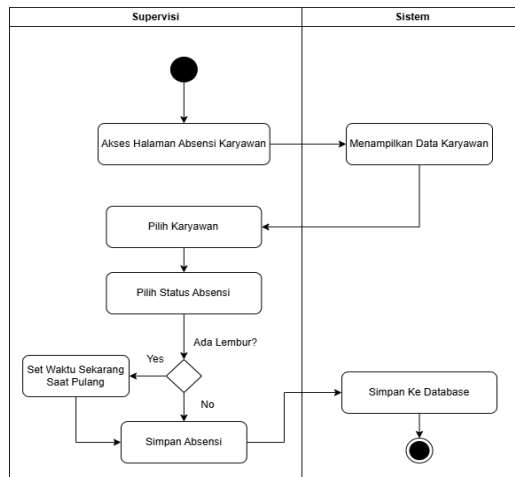 Supervisi
Sistem
Akses Halaman Absensi Karyawan
Menampilkan Data Karyawan
Pilih Karyawan
Pilih Status Absensi
Ada Lembur?
Yes
Set Waktu Sekarang
Saat Pulang
No
Simpan Absensi
Simpan Ke Database